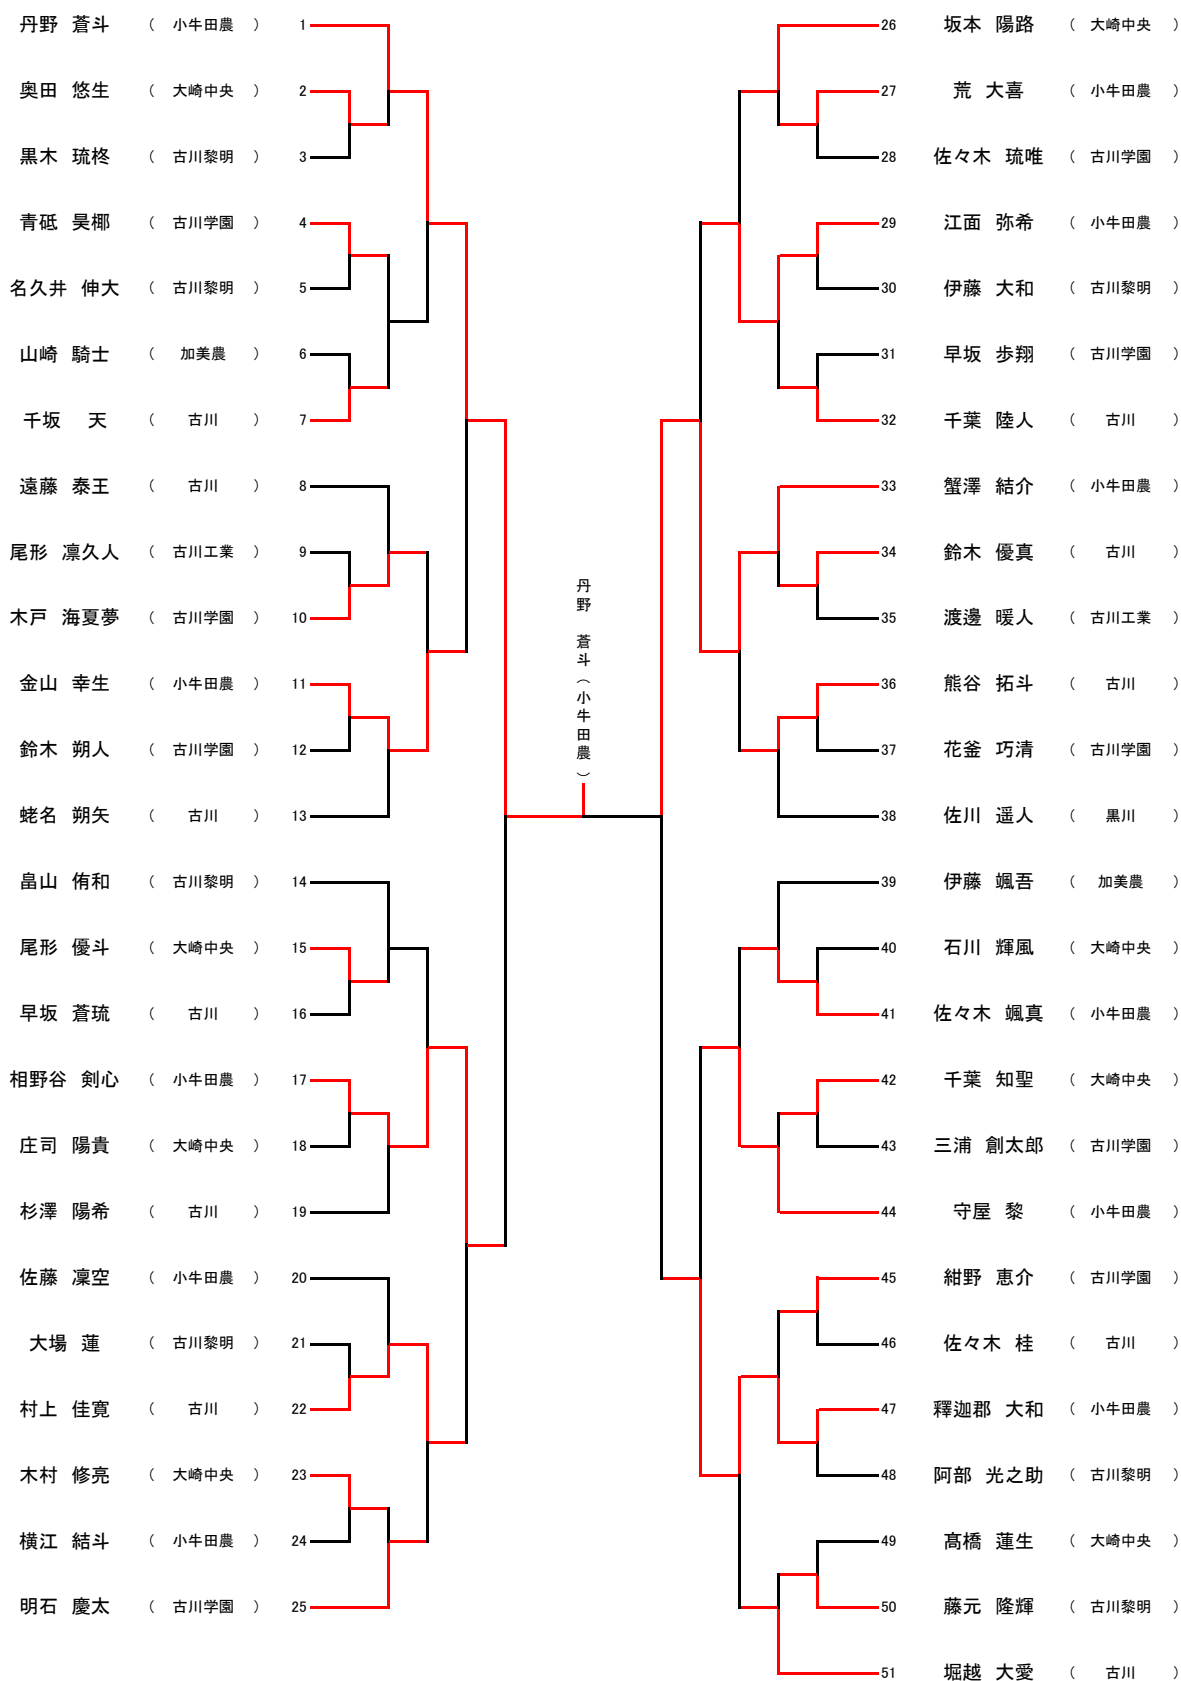 丹野 蒼斗 （ 小牛田農 ） 1
奥田 悠生 （ 大崎中央 ） 2
黒木 琉柊 （ 古川黎明 ） 3
青砥 昊椰 （ 古川学園 ） 4
名久井 伸大 （ 古川黎明 ） 5
山崎 騎士 （ 加美農 ） 6
千坂 天 （ 古川 ） 7
遠藤 泰王 （ 古川 ） 8
尾形 凛久人 （ 古川工業 ） 9
木戸 海夏夢 （ 古川学園 ） 10
金山 幸生 （ 小牛田農 ） 11
鈴木 朔人 （ 古川学園 ） 12
蛯名 朔矢 （ 古川 ） 13
畠山 侑和 （ 古川黎明 ） 14
尾形 優斗 （ 大崎中央 ） 15
早坂 蒼琉 （ 古川 ） 16
相野谷 剣心 （ 小牛田農 ） 17
庄司 陽貴 （ 大崎中央 ） 18
杉澤 陽希 （ 古川 ） 19
佐藤 凜空 （ 小牛田農 ） 20
大場 蓮 （ 古川黎明 ） 21
村上 佳寛 （ 古川 ） 22
木村 修亮 （ 大崎中央 ） 23
横江 結斗 （ 小牛田農 ） 24
明石 慶太 （ 古川学園 ） 25
丹野 蒼斗（小牛田農）
26 坂本 陽路 （ 大崎中央 ）
27 荒 大喜 （ 小牛田農 ）
28 佐々木 琉唯 （ 古川学園 ）
29 江面 弥希 （ 小牛田農 ）
30 伊藤 大和 （ 古川黎明 ）
31 早坂 歩翔 （ 古川学園 ）
32 千葉 陸人 （ 古川 ）
33 蟹澤 結介 （ 小牛田農 ）
34 鈴木 優真 （ 古川 ）
35 渡邊 暖人 （ 古川工業 ）
36 熊谷 拓斗 （ 古川 ）
37 花釜 巧清 （ 古川学園 ）
38 佐川 遥人 （ 黒川 ）
39 伊藤 颯吾 （ 加美農 ）
40 石川 輝風 （ 大崎中央 ）
41 佐々木 颯真 （ 小牛田農 ）
42 千葉 知聖 （ 大崎中央 ）
43 三浦 創太郎 （ 古川学園 ）
44 守屋 黎 （ 小牛田農 ）
45 紺野 恵介 （ 古川学園 ）
46 佐々木 桂 （ 古川 ）
47 釋迦郡 大和 （ 小牛田農 ）
48 阿部 光之助 （ 古川黎明 ）
49 髙橋 蓮生 （ 大崎中央 ）
50 藤元 隆輝 （ 古川黎明 ）
51 堀越 大愛 （ 古川 ）